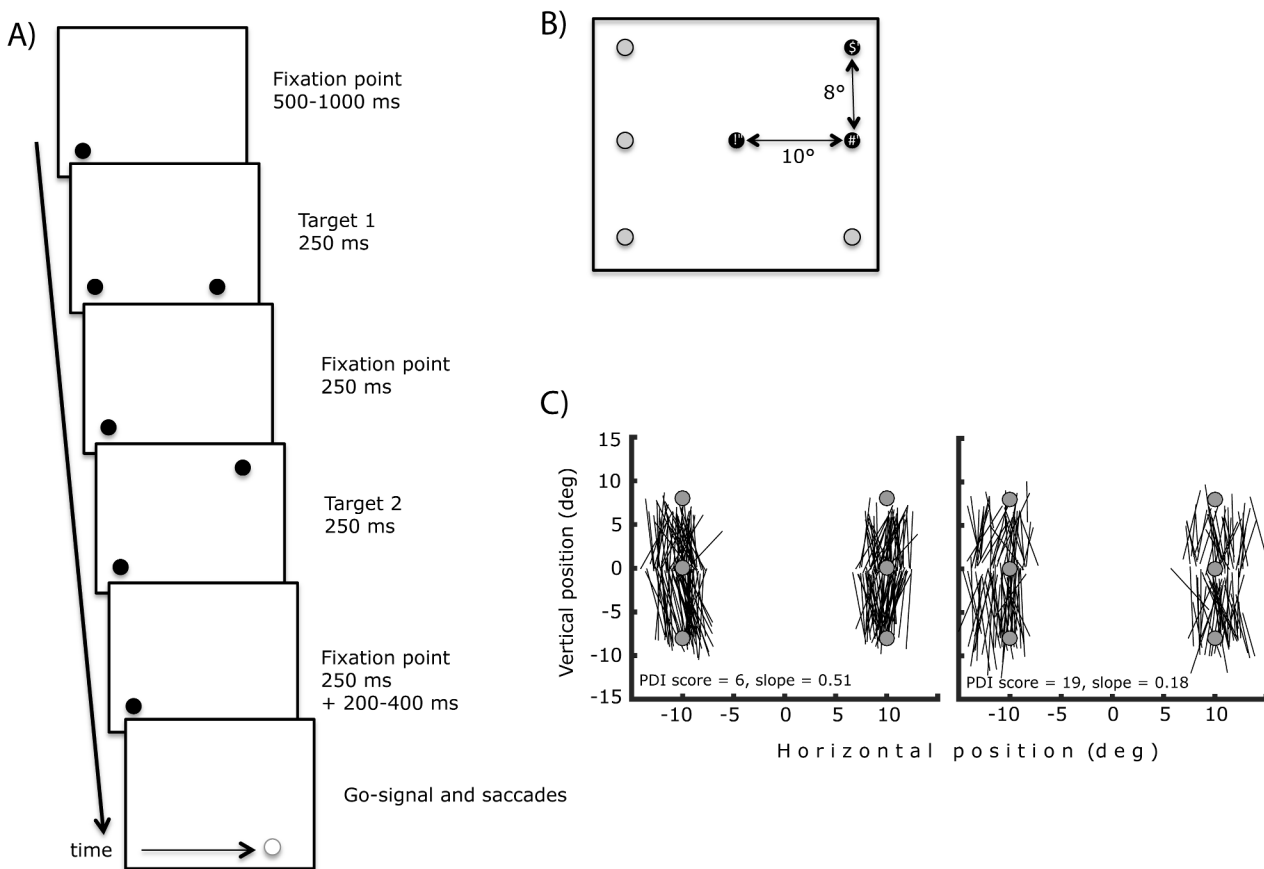 A)
Fixation point
500-1000 ms
Target 1
250 ms
Fixation point
250 ms
Target 2
250 ms
Fixation point
250 ms
+ 200-400 ms
Go-signal and saccades
time
B)
S'
8°
!' #'
10°
C)
Vertical position (deg)
15
10
5
0
-5
-10
-15
PDI score = 6, slope = 0.51
PDI score = 19, slope = 0.18
-10 -5 0 5 10
-10 -5 0 5 10
Horizontal position (deg)